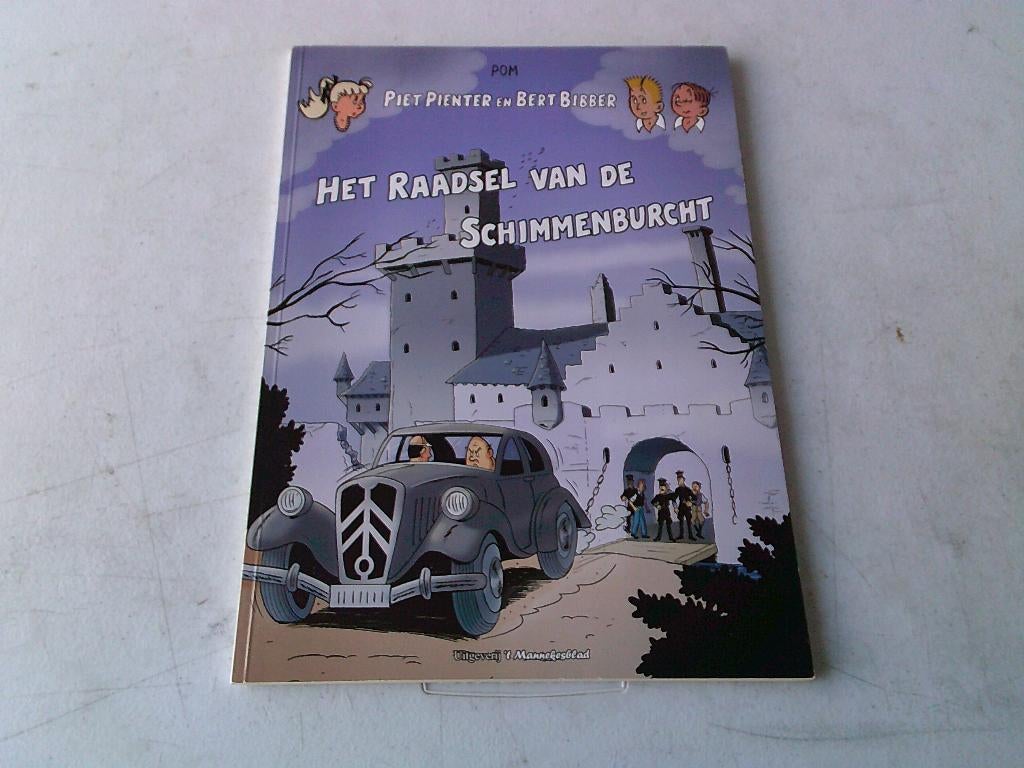 POM
PIET PIENTER EN BERT BIBBER
HET RAADSEL VAN DE
SCHIMMENBURCHT
Uitgeverij 't Mannekesblad